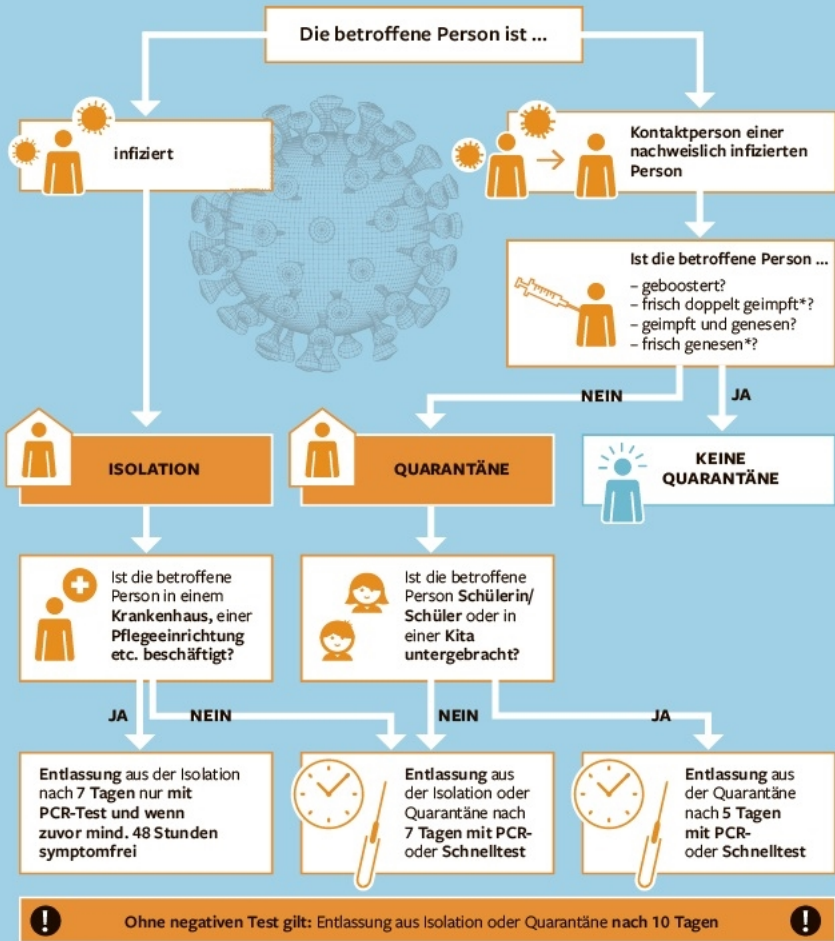 Die betroffene Person ist ...
infiziert
Kontaktperson einer
nachweislich infizierten
Person
Ist die betroffene Person ...
– geboostert?
– frisch doppelt geimpft*?
– geimpft und genesen?
– frisch genesen*?
NEIN
JA
ISOLATION
QUARANTÄNE
KEINE
QUARANTÄNE
Ist die betroffene
Person in einem
Krankenhaus, einer
Pflegeeinrichtung
etc. beschäftigt?
Ist die betroffene
Person Schülerin/
Schüler oder in
einer Kita
untergebracht?
JA
NEIN
NEIN
JA
Entlassung aus der Isolation
nach 7 Tagen nur mit
PCR-Test und wenn
zuvor mind. 48 Stunden
symptomfrei
Entlassung aus
der Isolation oder
Quarantäne nach
7 Tagen mit PCR-
oder Schnelltest
Entlassung aus
der Quarantäne
nach 5 Tagen
mit PCR-
oder Schnelltest
! Ohne negativen Test gilt: Entlassung aus Isolation oder Quarantäne nach 10 Tagen !